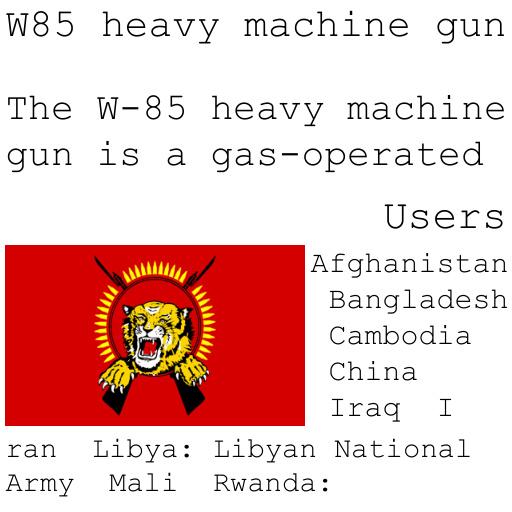 W85 heavy machine gun
The W-85 heavy machine
gun is a gas-operated
Users
Afghanistan
Bangladesh
Cambodia
China
Iraq  I
ran  Libya: Libyan National
Army  Mali  Rwanda: